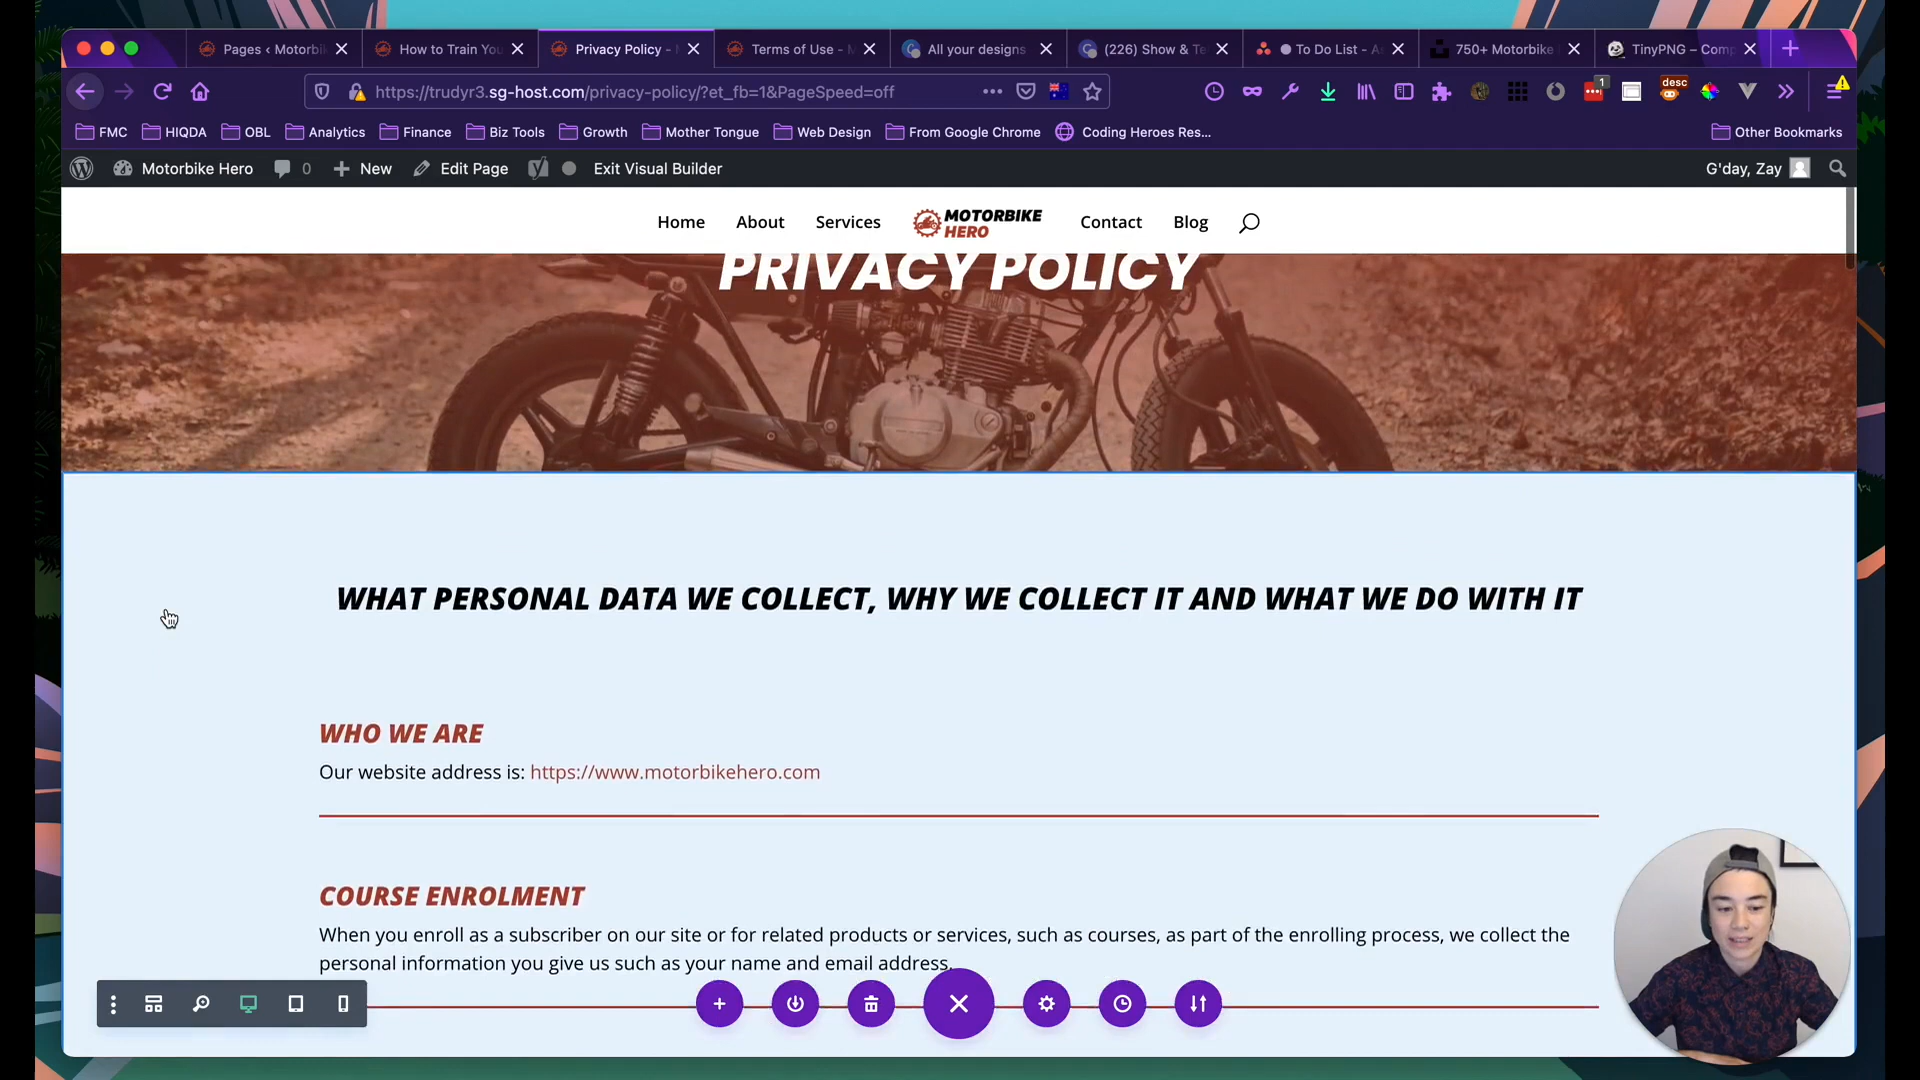 Pages ‹ Motorbi
How to Train You
Privacy Policy -
Terms of Use -
All your designs
(226) Show & Te
To Do List - A
750+ Motorbike
TinyPNG – Comp
https://trudyr3.sg-host.com/privacy-policy/?et_fb=1&PageSpeed=off
1
desc
FMC
HIQDA
OBL
Analytics
Finance
Biz Tools
Growth
Mother Tongue
Web Design
From Google Chrome
Coding Heroes Res...
Other Bookmarks
Motorbike Hero
0
New
Edit Page
Exit Visual Builder
G'day, Zay
Home
About
Services
MOTORBIKE
HERO
Contact
Blog
PRIVACY POLICY
WHAT PERSONAL DATA WE COLLECT, WHY WE COLLECT IT AND WHAT WE DO WITH IT
WHO WE ARE
Our website address is: https://www.motorbikehero.com
COURSE ENROLMENT
When you enroll as a subscriber on our site or for related products or services, such as courses, as part of the enrolling process, we collect the
personal information you give us such as your name and email address.